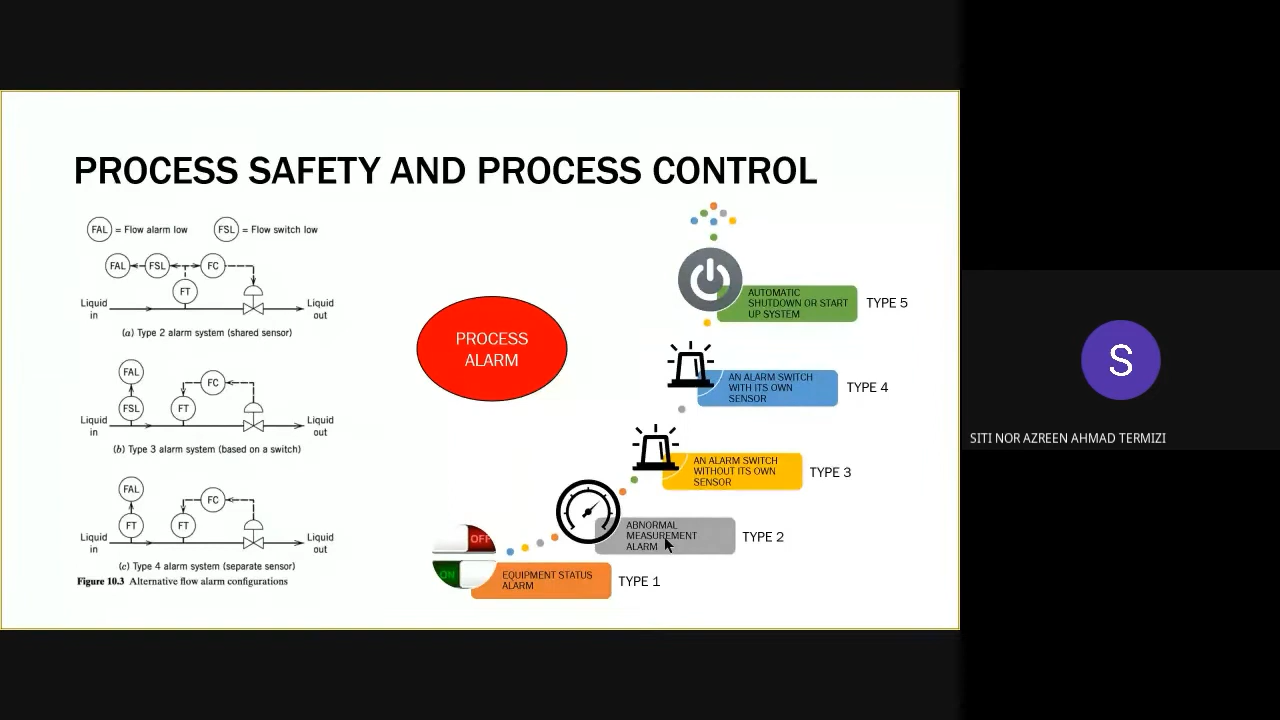 PROCESS SAFETY AND PROCESS CONTROL
FAL = Flow alarm low
FSL = Flow switch low
FAL FSL FC
FT
Liquid in
Liquid out
(a) Type 2 alarm system (shared sensor)
FAL
FC
FSL FT
Liquid in
Liquid out
(b) Type 3 alarm system (based on a switch)
FAL
FC
FT FT
Liquid in
Liquid out
(c) Type 4 alarm system (separate sensor)
Figure 10.3 Alternative flow alarm configurations
PROCESS
ALARM
AUTOMATIC
SHUTDOWN OR START
UP SYSTEM
TYPE 5
AN ALARM SWITCH
WITH ITS OWN
SENSOR
TYPE 4
AN ALARM SWITCH
WITHOUT ITS OWN
SENSOR
TYPE 3
ABNORMAL
MEASUREMENT
ALARM
TYPE 2
OFF
ON
EQUIPMENT STATUS
ALARM
TYPE 1
S
SITI NOR AZREEN AHMAD TERMIZI